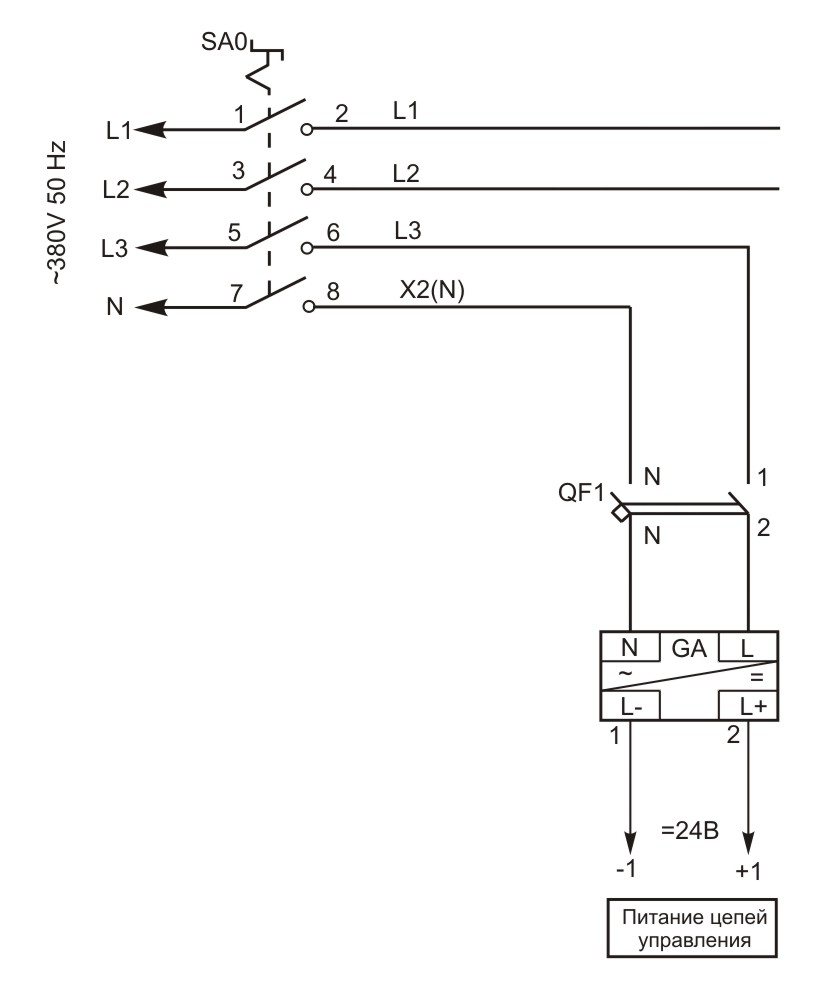 SA0
~380V 50 Hz
L1 1 2 L1
L2 3 4 L2
L3 5 6 L3
N 7 8 X2(N)
N 1
QF1
N 2
N GA L
~ =
L- L+
1 2
=24В
-1 +1
Питание цепей
управления